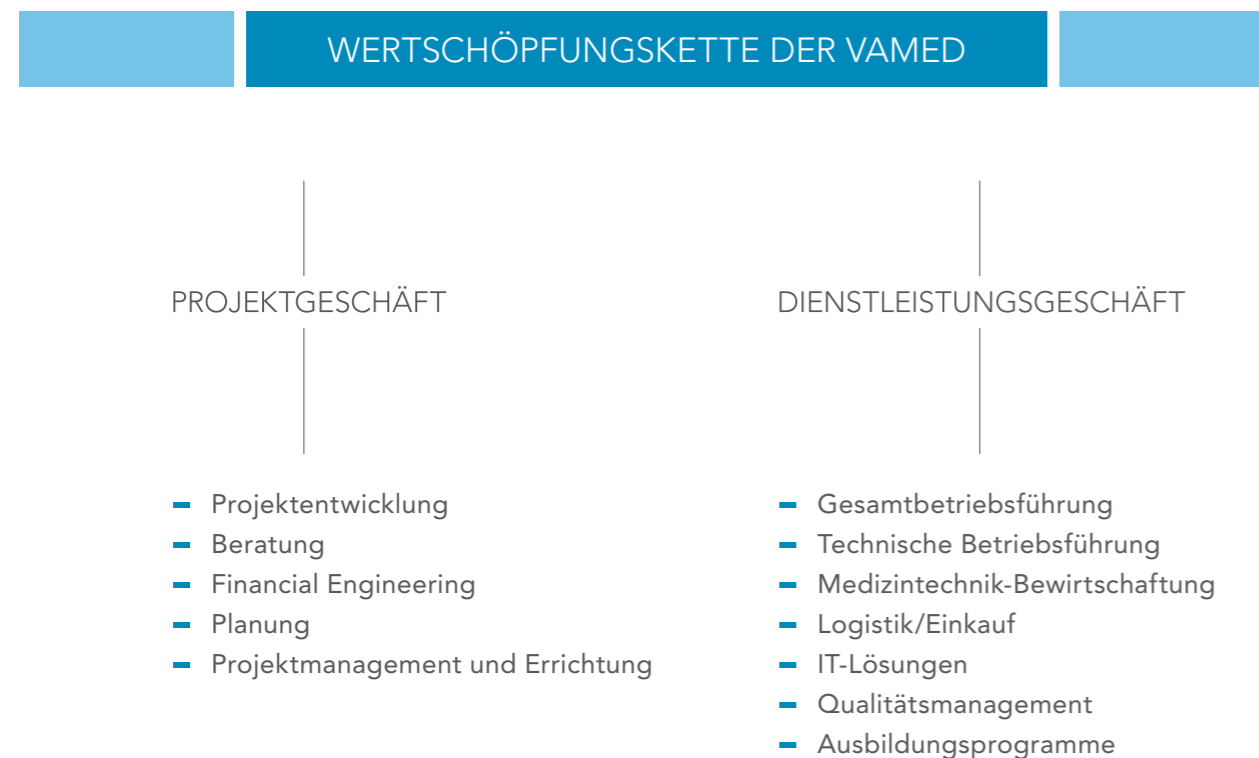 WERTSCHÖPFUNGSKETTE DER VAMED
PROJEKTGESCHÄFT
- Projektentwicklung
- Beratung
- Financial Engineering
- Planung
- Projektmanagement und Errichtung
DIENSTLEISTUNGSGESCHÄFT
- Gesamtbetriebsführung
- Technische Betriebsführung
- Medizintechnik-Bewirtschaftung
- Logistik/Einkauf
- IT-Lösungen
- Qualitätsmanagement
- Ausbildungsprogramme